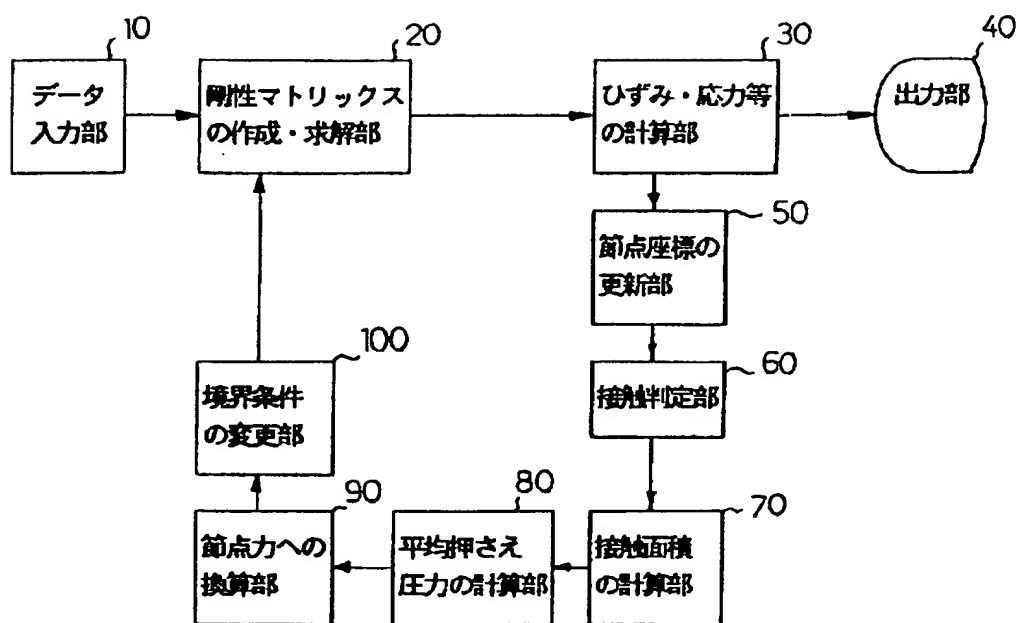 10
データ
入力部
20
剛性マトリックス
の作成・求解部
30
ひずみ・応力等
の計算部
40
出力部
50
節点座標の
更新部
60
接触判定部
70
接触面積
の計算部
80
平均押さえ
圧力の計算部
90
節点力への
換算部
100
境界条件
の変更部